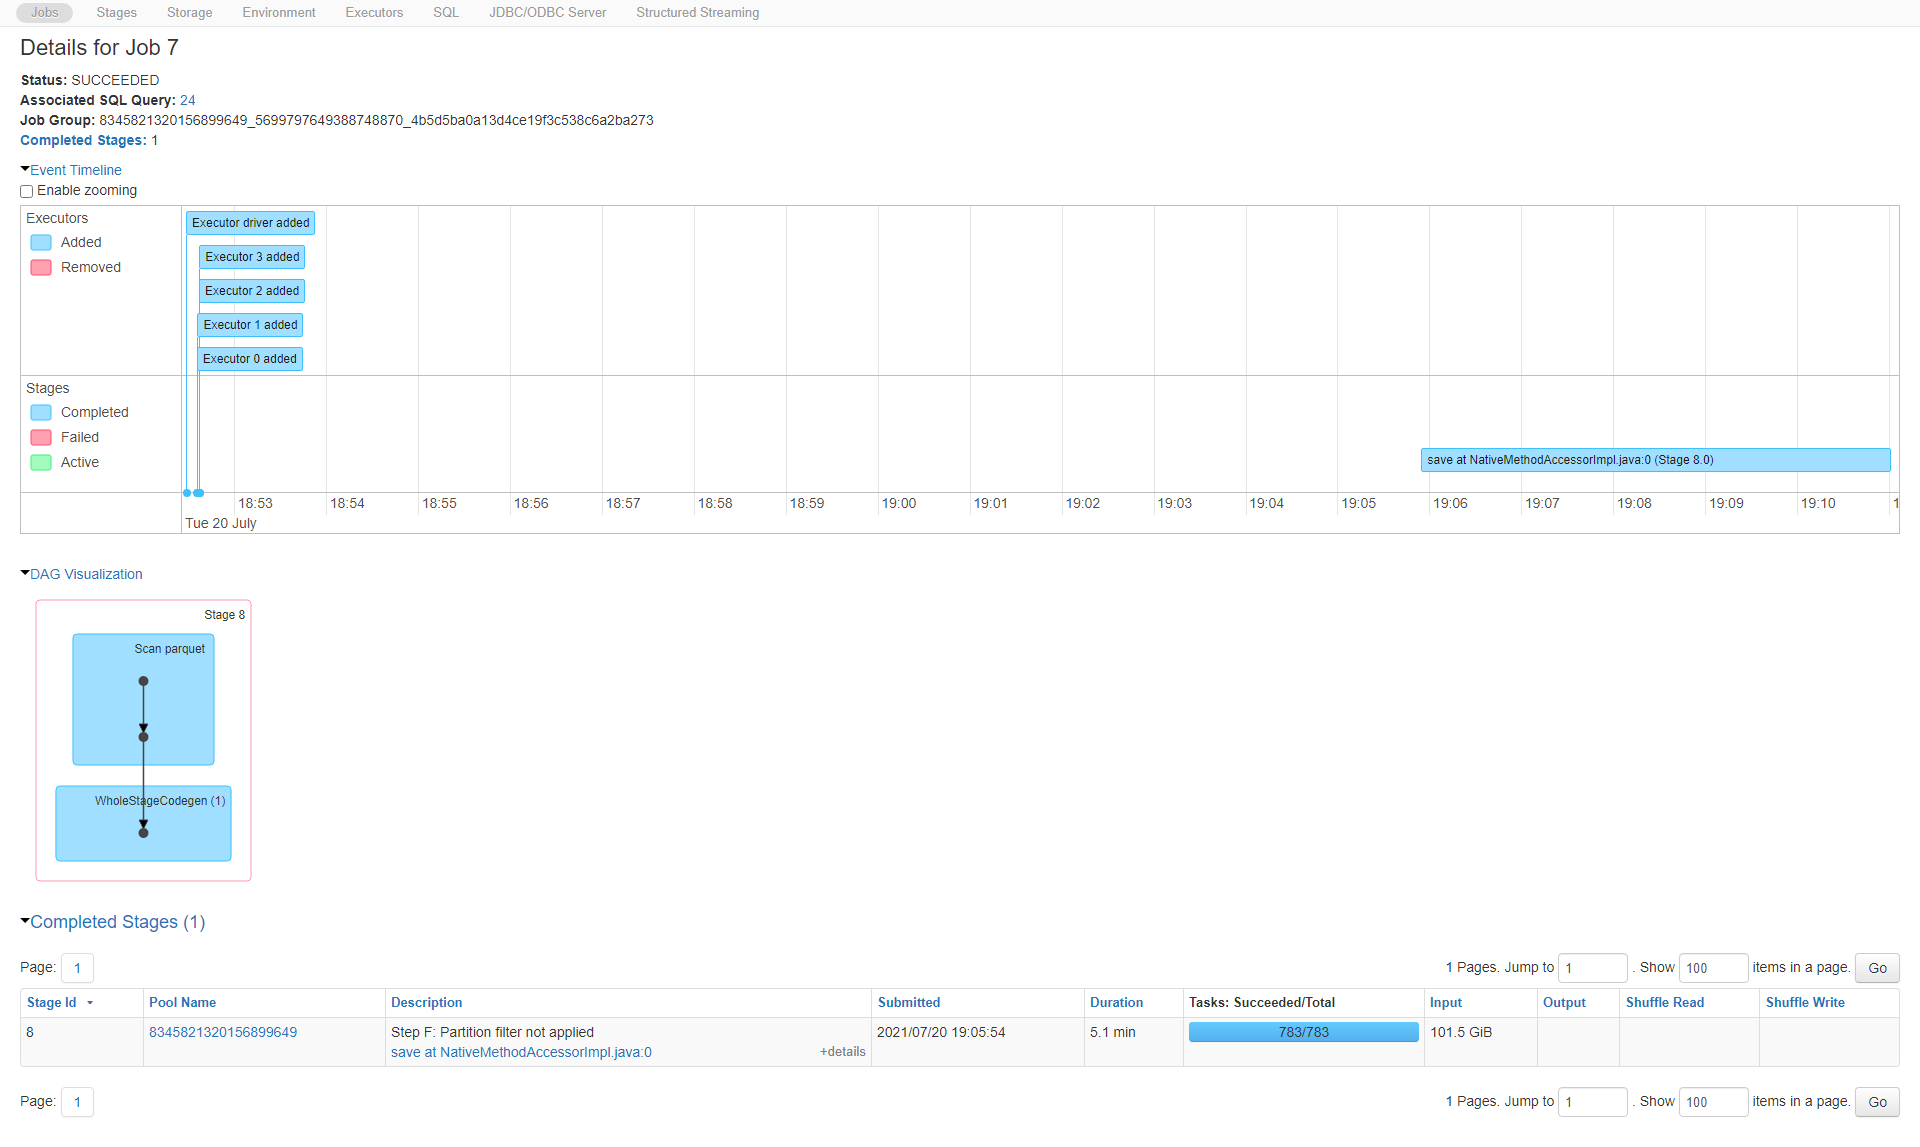 Jobs Stages Storage Environment Executors SQL JDBC/ODBC Server Structured Streaming
Details for Job 7
Status: SUCCEEDED
Associated SQL Query: 24
Job Group: 8345821320156899649_5699797649388748870_4b5d5ba0a13d4ce19f3c538c6a2ba273
Completed Stages: 1
Event Timeline
Enable zooming
Executors
Added
Removed
Executor driver added
Executor 3 added
Executor 2 added
Executor 1 added
Executor 0 added
Stages
Completed
Failed
Active
save at NativeMethodAccessorImpl.java:0 (Stage 8.0)
18:53 18:54 18:55 18:56 18:57 18:58 18:59 19:00 19:01 19:02 19:03 19:04 19:05 19:06 19:07 19:08 19:09 19:10 1
Tue 20 July
DAG Visualization
Stage 8
Scan parquet
WholeStageCodegen (1)
Completed Stages (1)
Page: 1 1 Pages. Jump to 1 . Show 100 items in a page. Go
Stage Id Pool Name Description Submitted Duration Tasks: Succeeded/Total Input Output Shuffle Read Shuffle Write
8 8345821320156899649 Step F: Partition filter not applied 2021/07/20 19:05:54 5.1 min 783/783 101.5 GiB
save at NativeMethodAccessorImpl.java:0 +details
Page: 1 1 Pages. Jump to 1 . Show 100 items in a page. Go